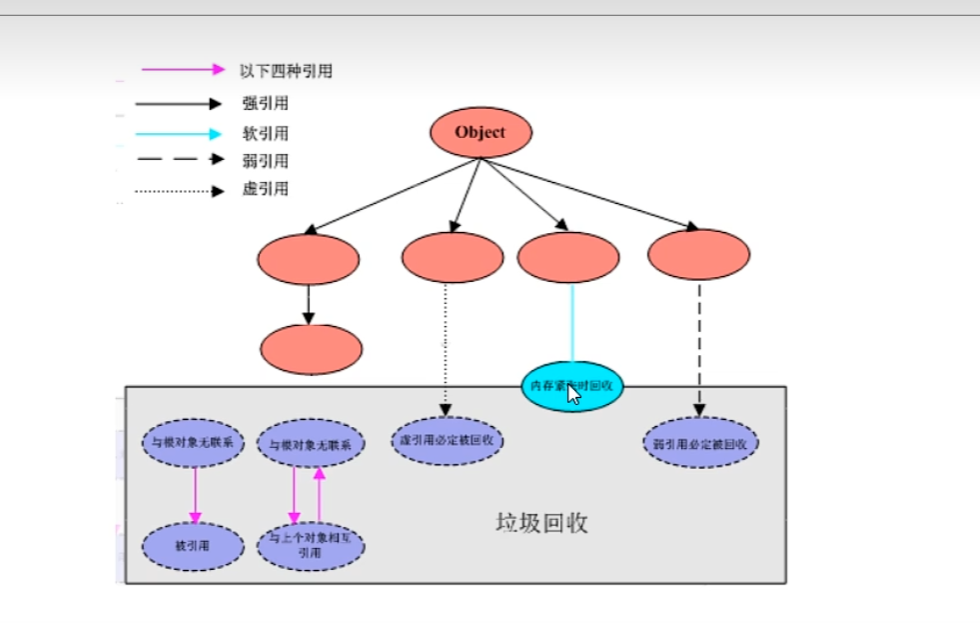 以下四种引用
强引用
软引用
弱引用
虚引用
Object
内存紧 时回收
与根对象无联系
与根对象无联系
虚引用必定被回收
弱引用必定被回收
垃圾回收
被引用
与上个对象相互
引用